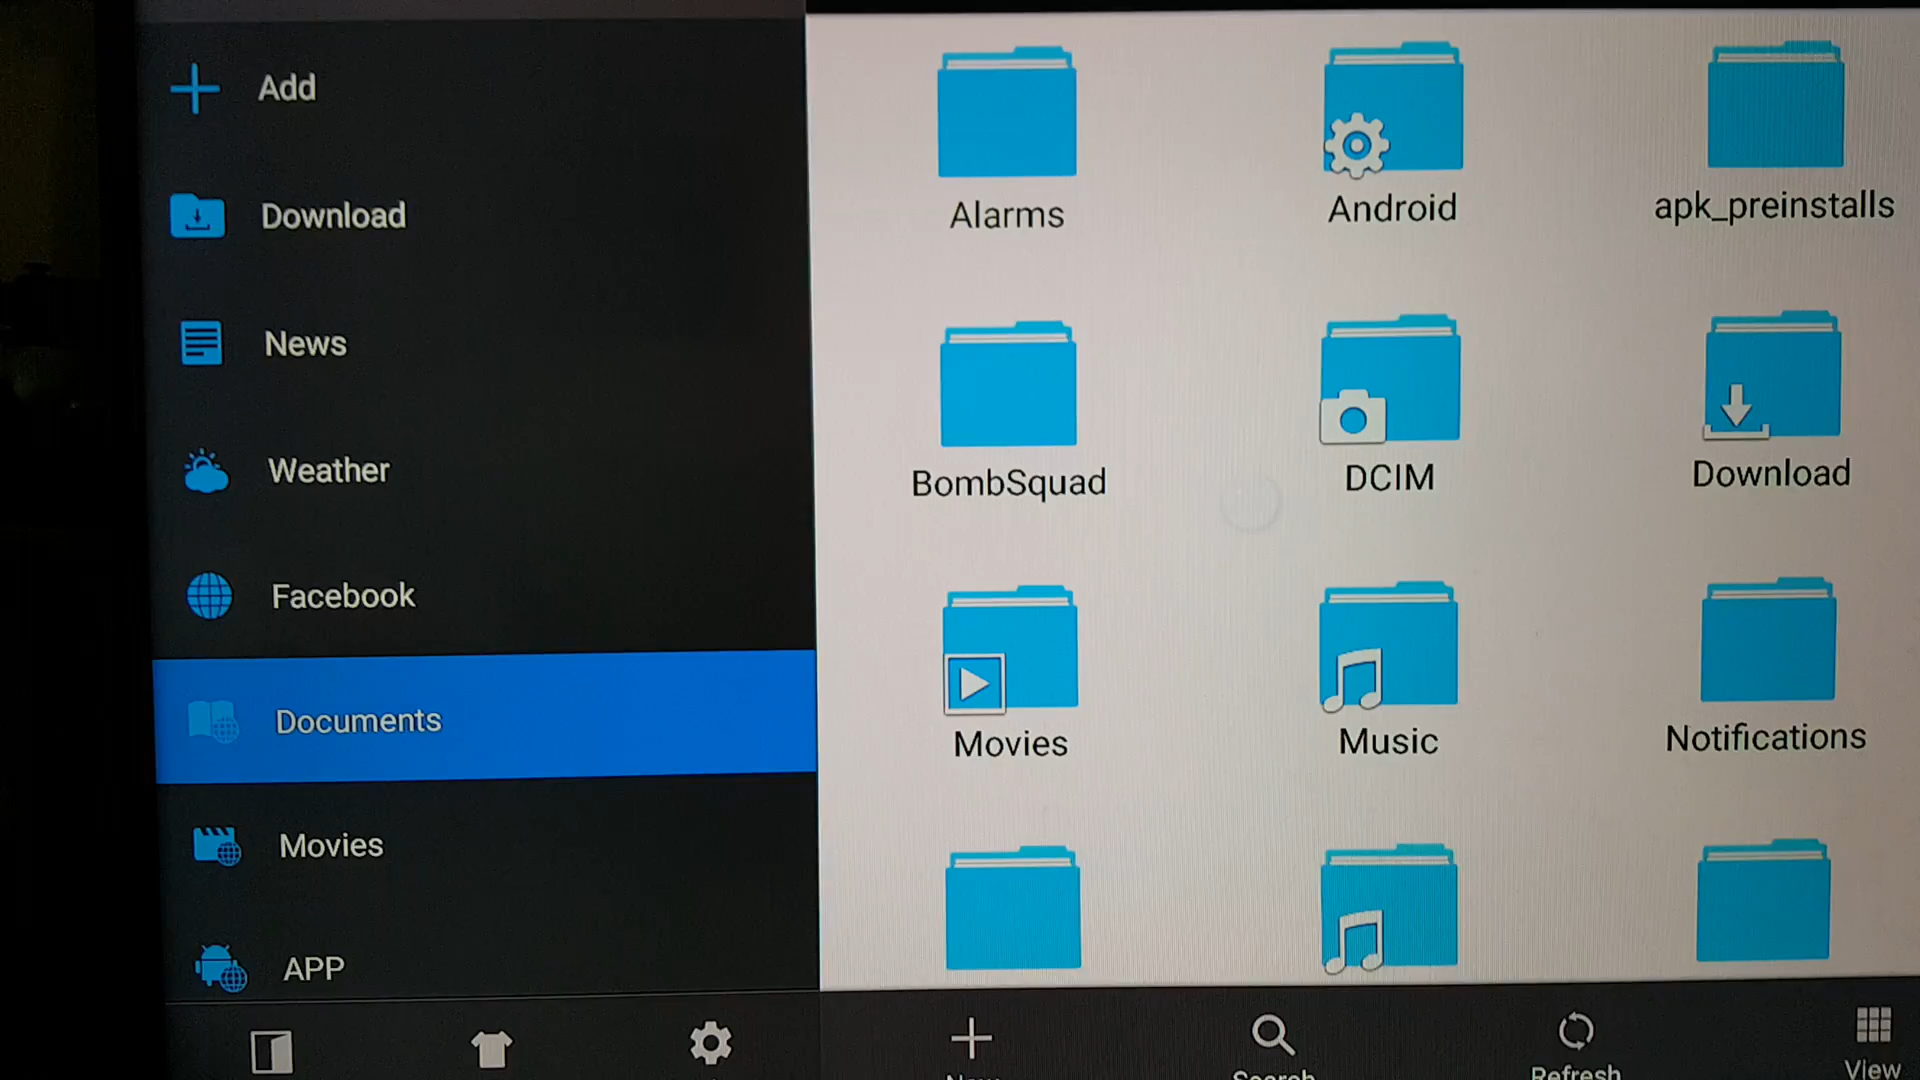 Add
Download
News
Weather
Facebook
Documents
Movies
APP
Alarms
Android
apk_preinstalls
BombSquad
DCIM
Download
Movies
Music
Notifications
Search
Refresh
View